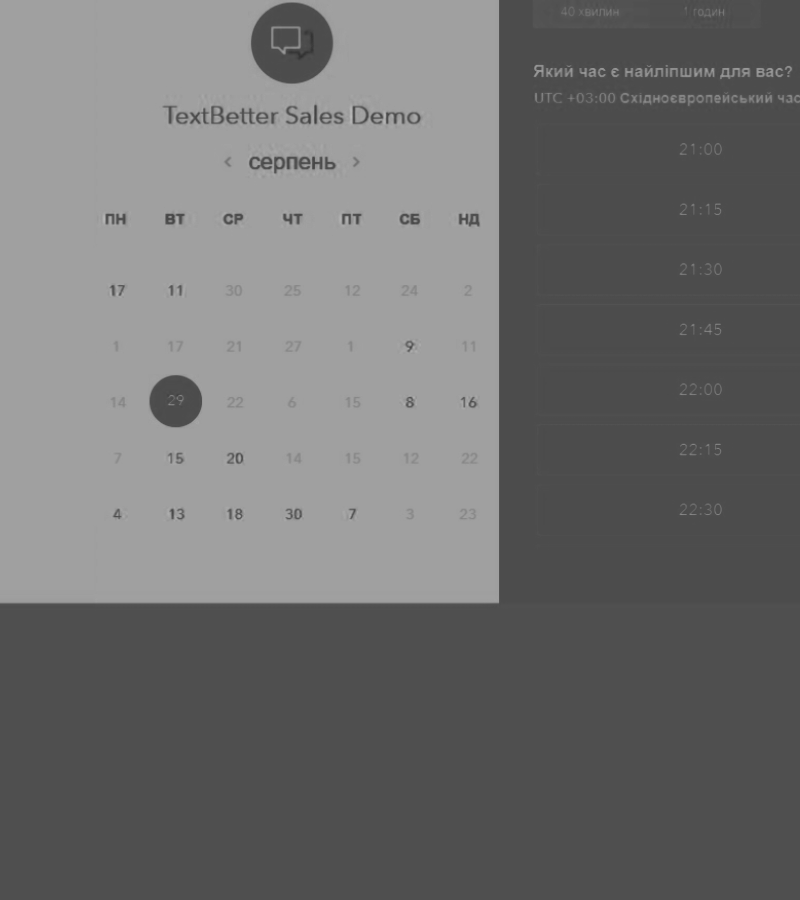 TextBetter Sales Demo
< серпень >
ПН ВТ СР ЧТ ПТ СБ НД
17 11 30 25 12 24 2
1 17 21 27 1 9 11
14 29 22 6 15 8 16
7 15 20 14 15 12 22
4 13 18 30 7 3 23
40 хвилин 1 годин
Який час є найліпшим для вас?
UTC +03:00 Східноєвропейський час
21:00
21:15
21:30
21:45
22:00
22:15
22:30